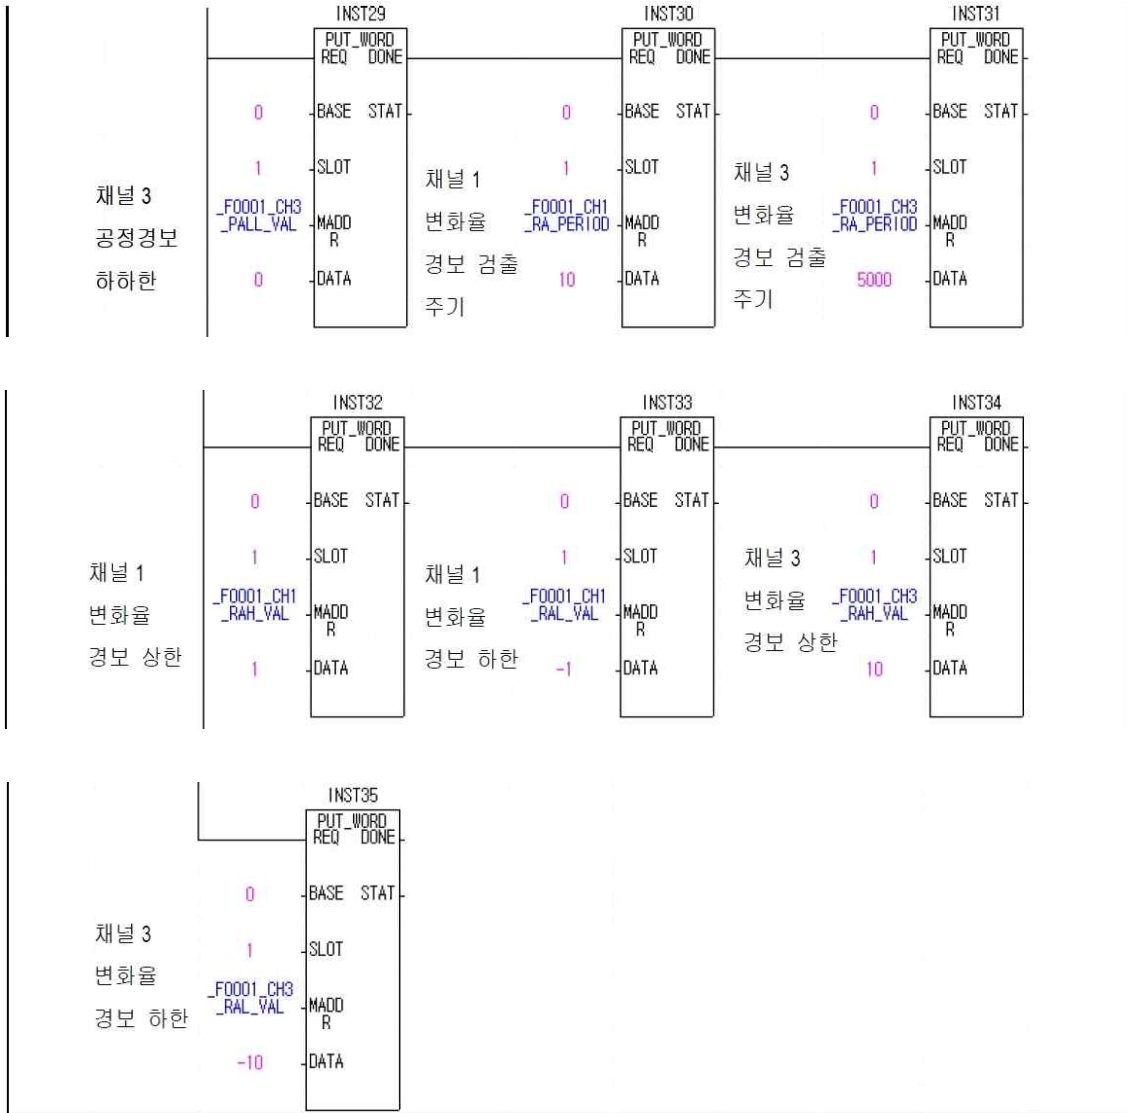 INST29
PUT_WORD
REQ DONE
0
BASE STAT
1
SLOT
채널 3
공정경보
하하한
_F0001_CH3
_PALL_VAL
MADD
R
0
DATA
INST30
PUT_WORD
REQ DONE
0
BASE STAT
1
SLOT
채널 1
변화율
경보 검출
주기
_F0001_CH1
_RA_PERIOD
MADD
R
10
DATA
INST31
PUT_WORD
REQ DONE
0
BASE STAT
1
SLOT
채널 3
변화율
경보 검출
주기
_F0001_CH3
_RA_PERIOD
MADD
R
5000
DATA
INST32
PUT_WORD
REQ DONE
0
BASE STAT
1
SLOT
채널 1
변화율
경보 상한
_F0001_CH1
_RAH_VAL
MADD
R
1
DATA
INST33
PUT_WORD
REQ DONE
0
BASE STAT
1
SLOT
채널 1
변화율
경보 하한
_F0001_CH1
_RAL_VAL
MADD
R
-1
DATA
INST34
PUT_WORD
REQ DONE
0
BASE STAT
1
SLOT
채널 3
변화율
경보 상한
_F0001_CH3
_RAH_VAL
MADD
R
10
DATA
INST35
PUT_WORD
REQ DONE
0
BASE STAT
1
SLOT
채널 3
변화율
경보 하한
_F0001_CH3
_RAL_VAL
MADD
R
-10
DATA